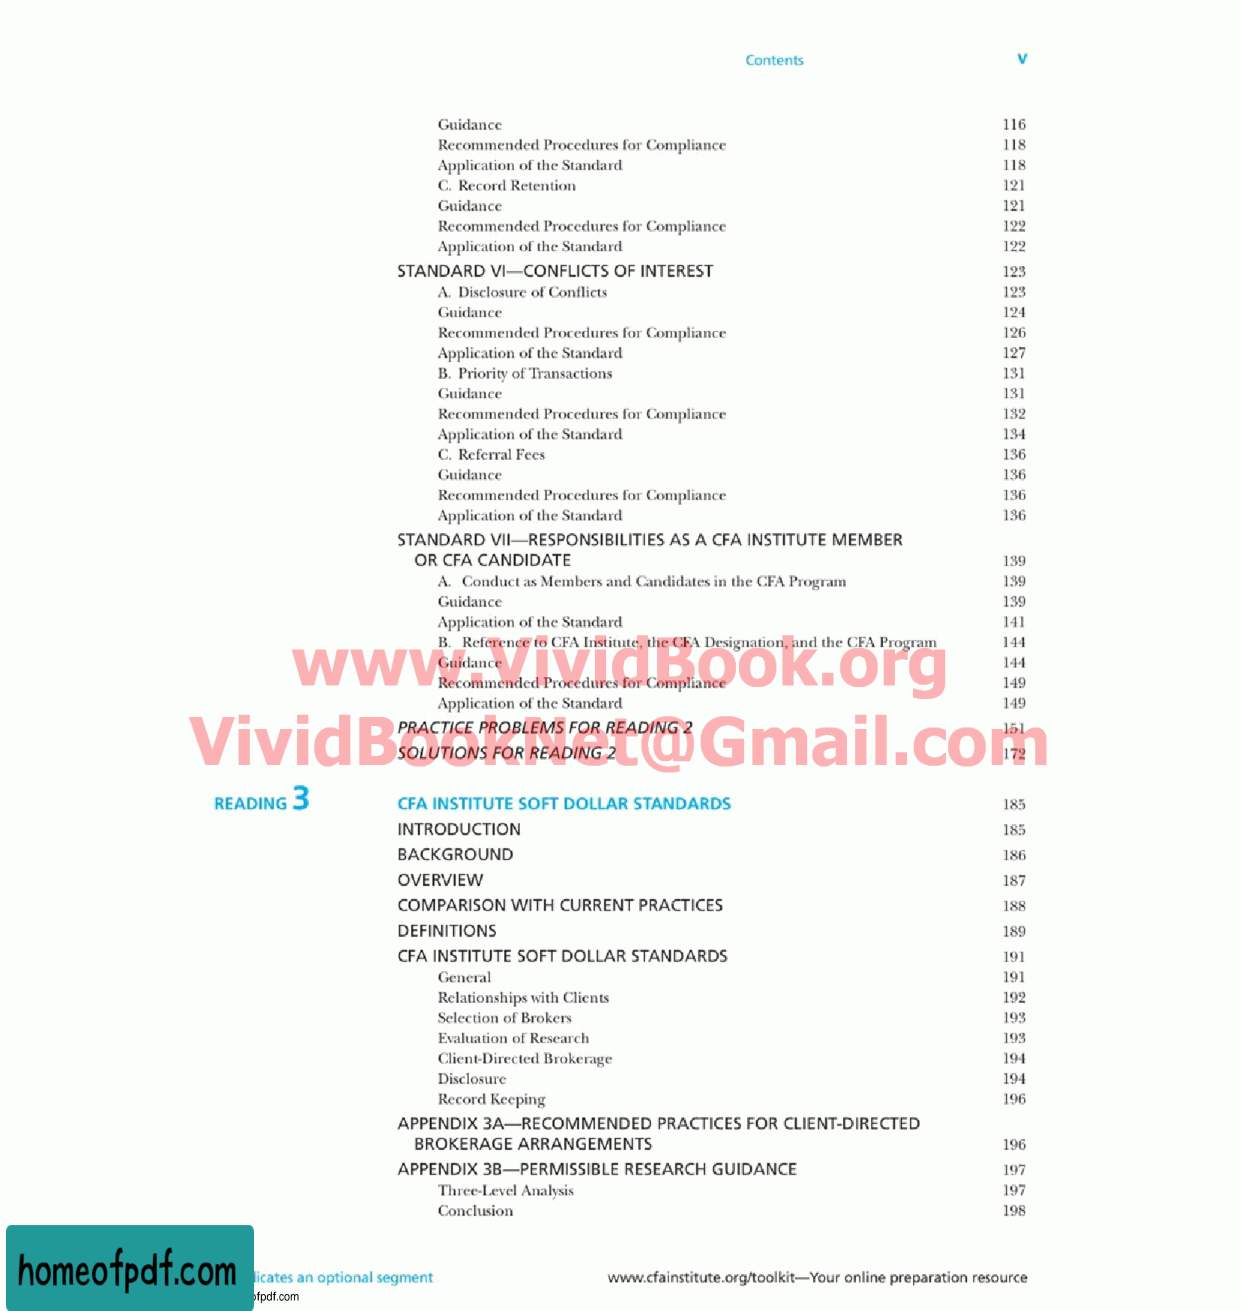 Contents v
Guidance 116
Recommended Procedures for Compliance 118
Application of the Standard 118
C. Record Retention 121
Guidance 121
Recommended Procedures for Compliance 122
Application of the Standard 122
STANDARD VI—CONFLICTS OF INTEREST 123
A. Disclosure of Conflicts 123
Guidance 124
Recommended Procedures for Compliance 126
Application of the Standard 127
B. Priority of Transactions 131
Guidance 131
Recommended Procedures for Compliance 132
Application of the Standard 134
C. Referral Fees 136
Guidance 136
Recommended Procedures for Compliance 136
Application of the Standard 136
STANDARD VII—RESPONSIBILITIES AS A CFA INSTITUTE MEMBER
OR CFA CANDIDATE 139
A. Conduct as Members and Candidates in the CFA Program 139
Guidance 139
Application of the Standard 141
B. Reference to CFA Institute, the CFA Designation, and the CFA Program 144
www.VividBook.org
Guidance 144
Recommended Procedures for Compliance 149
Application of the Standard 149
PRACTICE PROBLEMS FOR READING 2 151
VividBookNet@Gmail.com
SOLUTIONS FOR READING 2 172
READING 3 CFA INSTITUTE SOFT DOLLAR STANDARDS 185
INTRODUCTION 185
BACKGROUND 186
OVERVIEW 187
COMPARISON WITH CURRENT PRACTICES 188
DEFINITIONS 189
CFA INSTITUTE SOFT DOLLAR STANDARDS 191
General 191
Relationships with Clients 192
Selection of Brokers 193
Evaluation of Research 193
Client-Directed Brokerage 194
Disclosure 194
Record Keeping 196
APPENDIX 3A—RECOMMENDED PRACTICES FOR CLIENT-DIRECTED
BROKERAGE ARRANGEMENTS 196
APPENDIX 3B—PERMISSIBLE RESEARCH GUIDANCE 197
Three-Level Analysis 197
Conclusion 198
homeofpdf.com
an optional segment www.cfainstitute.org/toolkit—Your online preparation resource